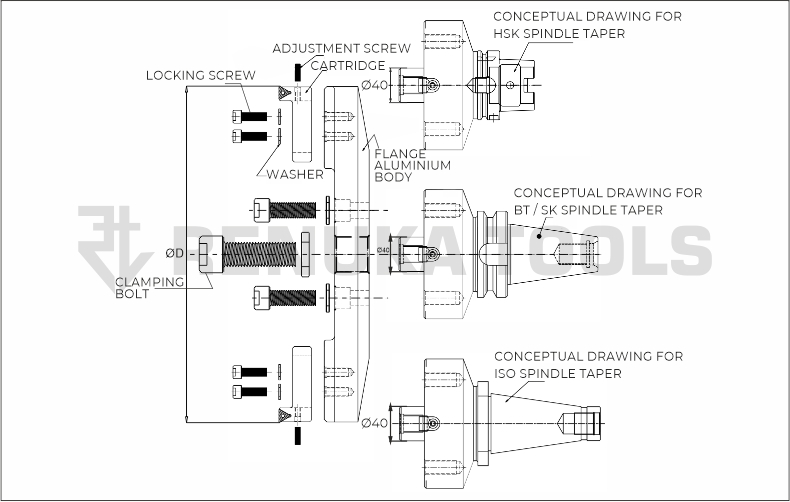 CONCEPTUAL DRAWING FOR
HSK SPINDLE TAPER
ADJUSTMENT SCREW
CARTRIDGE
LOCKING SCREW
Ø40
WASHER
FLANGE
ALUMINIUM
BODY
CONCEPTUAL DRAWING FOR
BT / SK SPINDLE TAPER
RENUKA TOOLS
ØD
Ø40
CLAMPING
BOLT
CONCEPTUAL DRAWING FOR
ISO SPINDLE TAPER
Ø40